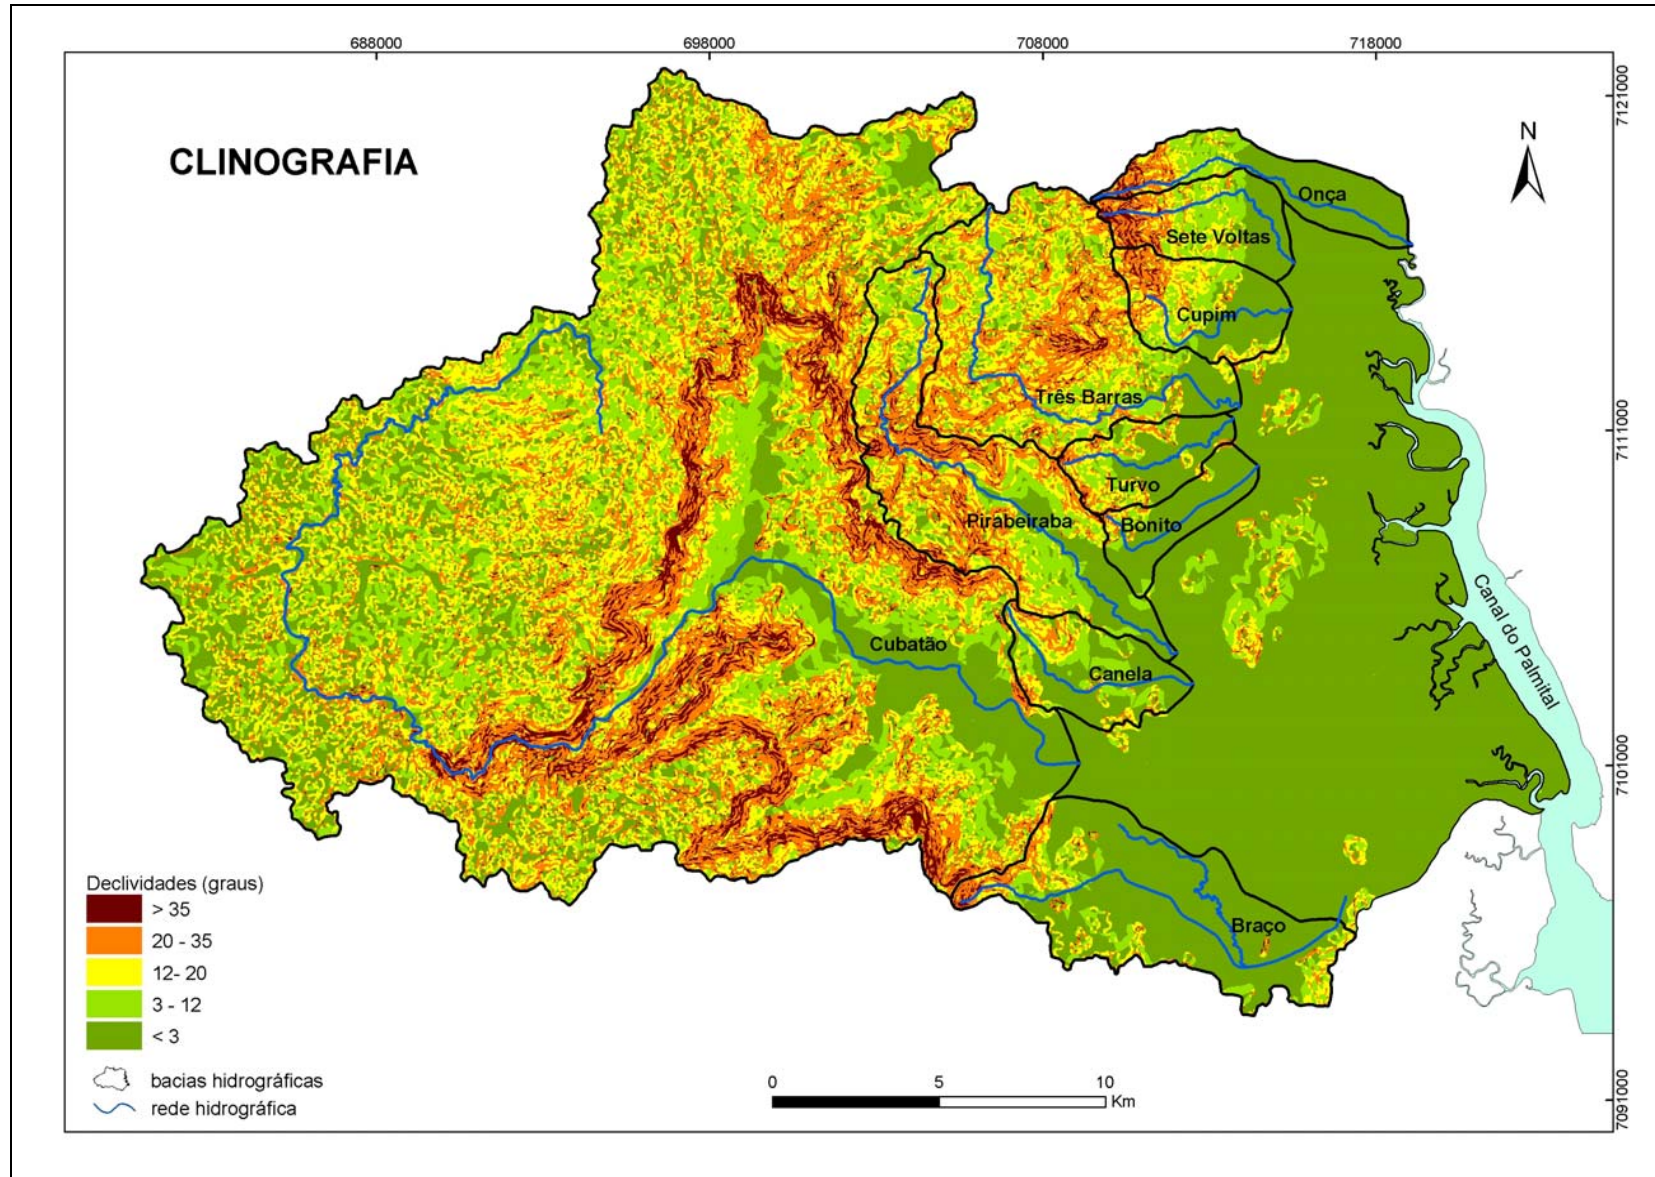 688000
698000
708000
718000
7121000
CLINOGRAFIA
N
Onça
Sete Voltas
Cupim
Três Barras
7111000
Turvo
Pirabeiraba
Bonito
Cubatão
Canela
Canal do Palmital
7101000
Declividades (graus)
> 35
20 - 35
12- 20
3 - 12
< 3
Braço
bacias hidrográficas
rede hidrográfica
0
5
10
Km
7091000